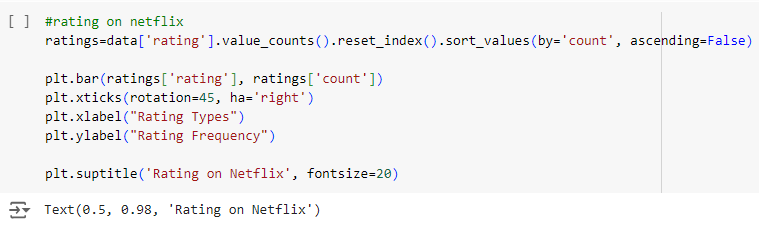 [ ] #rating on netflix
ratings=data['rating'].value_counts().reset_index().sort_values(by='count', ascending=False)
plt.bar(ratings['rating'], ratings['count'])
plt.xticks(rotation=45, ha='right')
plt.xlabel("Rating Types")
plt.ylabel("Rating Frequency")
plt.suptitle('Rating on Netflix', fontsize=20)
Text(0.5, 0.98, 'Rating on Netflix')